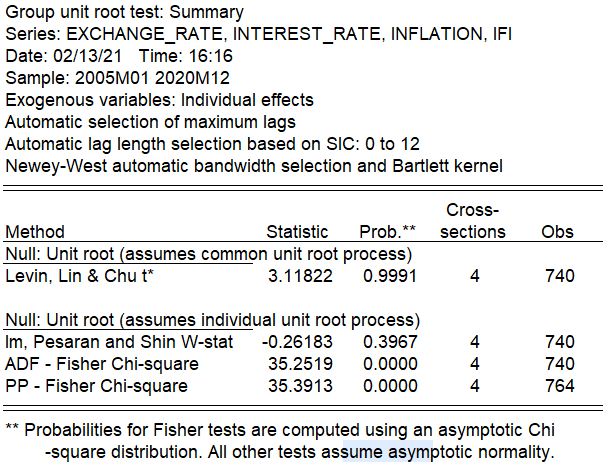 Group unit root test: Summary
Series: EXCHANGE_RATE, INTEREST_RATE, INFLATION, IFI
Date: 02/13/21 Time: 16:16
Sample: 2005M01 2020M12
Exogenous variables: Individual effects
Automatic selection of maximum lags
Automatic lag length selection based on SIC: 0 to 12
Newey-West automatic bandwidth selection and Bartlett kernel
Cross-
Method Statistic Prob.** sections Obs
Null: Unit root (assumes common unit root process)
Levin, Lin & Chu t* 3.11822 0.9991 4 740
Null: Unit root (assumes individual unit root process)
Im, Pesaran and Shin W-stat -0.26183 0.3967 4 740
ADF - Fisher Chi-square 35.2519 0.0000 4 740
PP - Fisher Chi-square 35.3913 0.0000 4 764
** Probabilities for Fisher tests are computed using an asymptotic Chi
-square distribution. All other tests assume asymptotic normality.